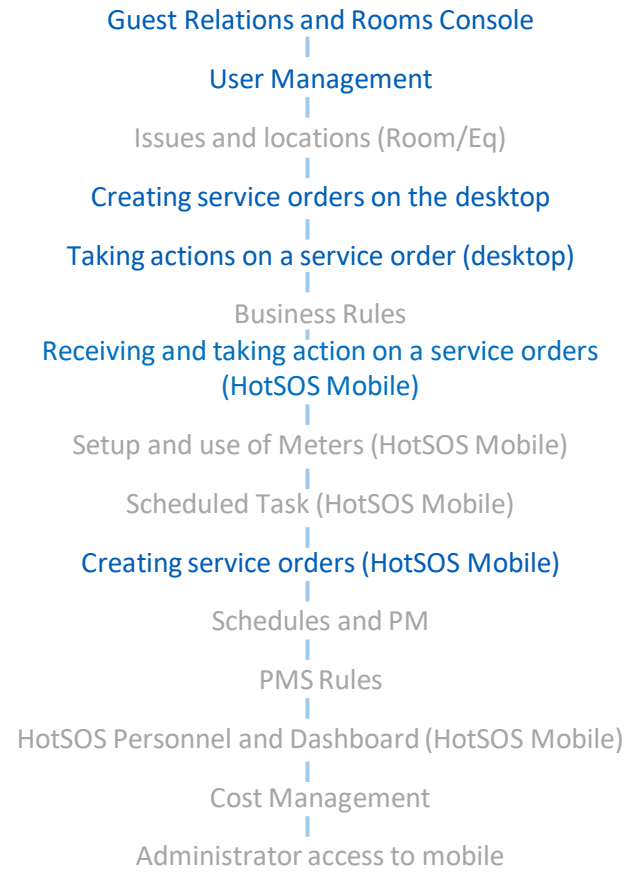 Guest Relations and Rooms Console
User Management
Issues and locations (Room/Eq)
Creating service orders on the desktop
Taking actions on a service order (desktop)
Business Rules
Receiving and taking action on a service orders
(HotSOS Mobile)
Setup and use of Meters (HotSOS Mobile)
Scheduled Task (HotSOS Mobile)
Creating service orders (HotSOS Mobile)
Schedules and PM
PMS Rules
HotSOS Personnel and Dashboard (HotSOS Mobile)
Cost Management
Administrator access to mobile